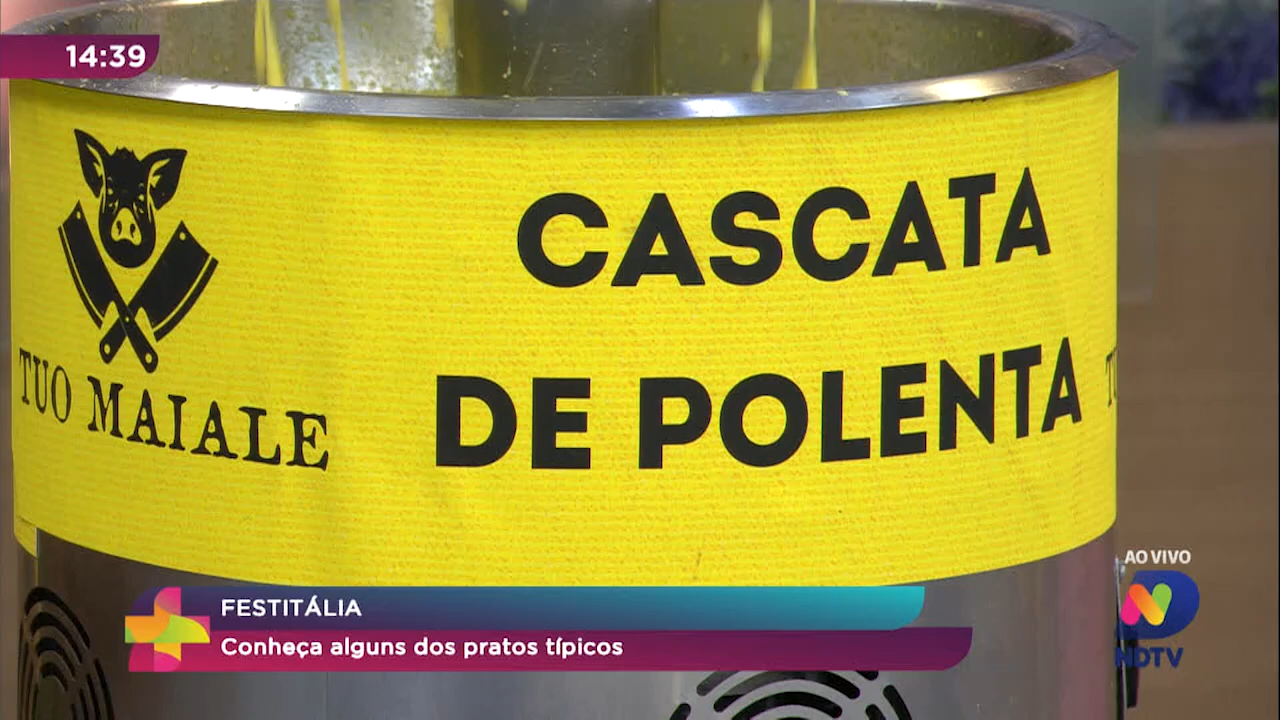 14:39
CASCATA
DE POLENTA
TUO MAIALE
AO VIVO
NDTV
FESTITÁLIA
Conheça alguns dos pratos típicos